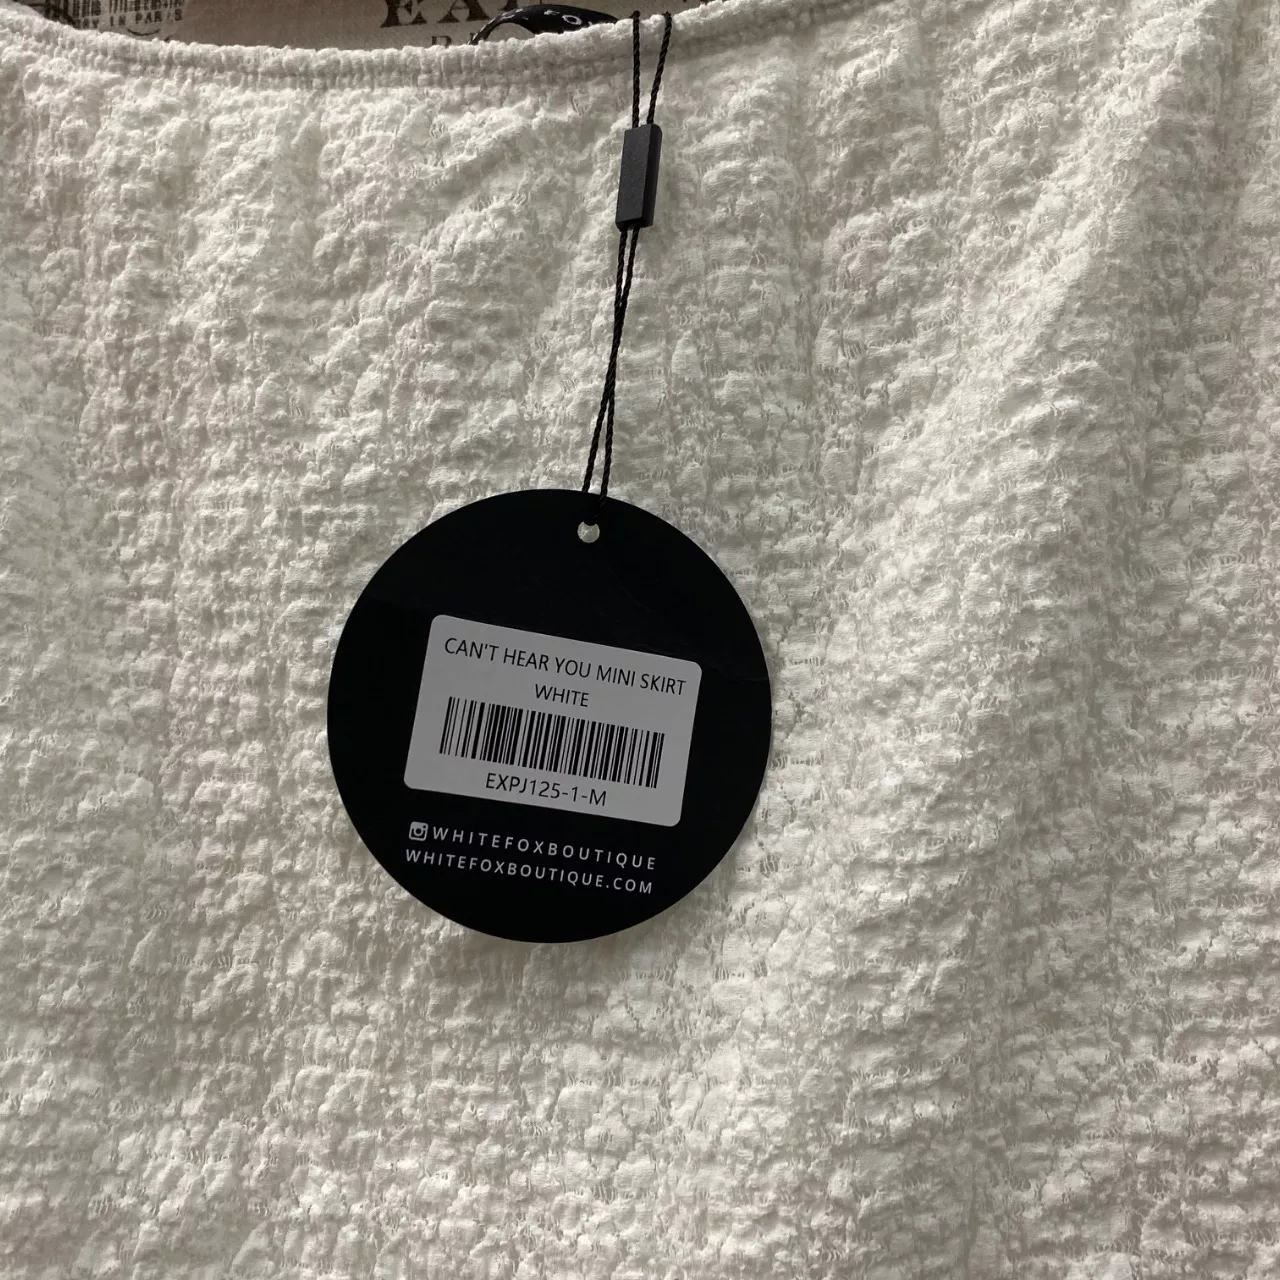 CAN'T HEAR YOU MINI SKIRT
WHITE
EXPJ125-1-M
WHITEFOXBOUTIQUE
WHITEFOXBOUTIQUE.COM